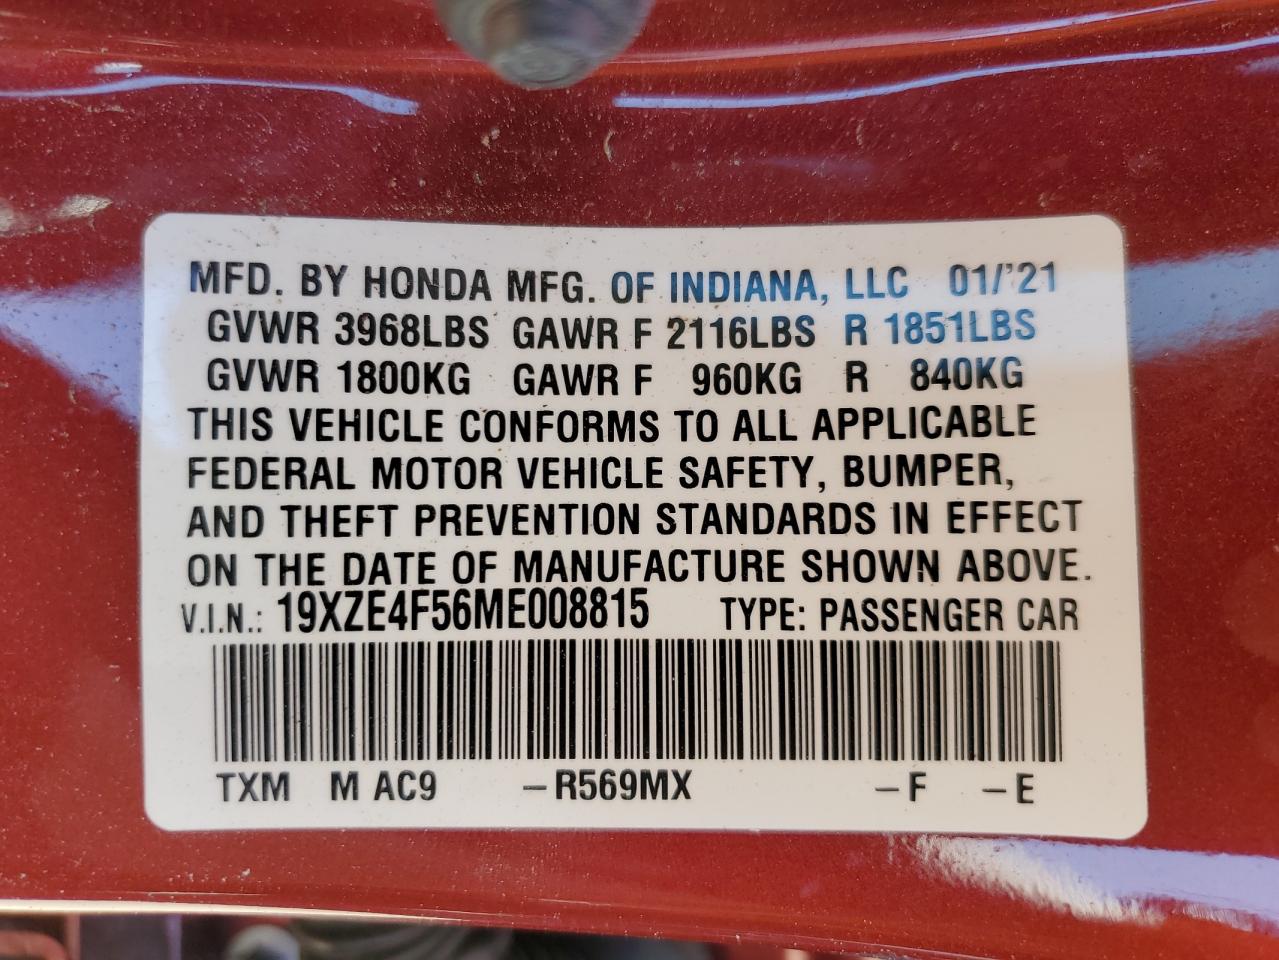 MFD. BY HONDA MFG. OF INDIANA, LLC 01/'21
GVWR 3968LBS GAWR F 2116LBS R 1851LBS
GVWR 1800KG GAWR F 960KG R 840KG
THIS VEHICLE CONFORMS TO ALL APPLICABLE
FEDERAL MOTOR VEHICLE SAFETY, BUMPER,
AND THEFT PREVENTION STANDARDS IN EFFECT
ON THE DATE OF MANUFACTURE SHOWN ABOVE.
V.I.N.: 19XZE4F56ME008815 TYPE: PASSENGER CAR
TXM M AC9 –R569MX –F –E